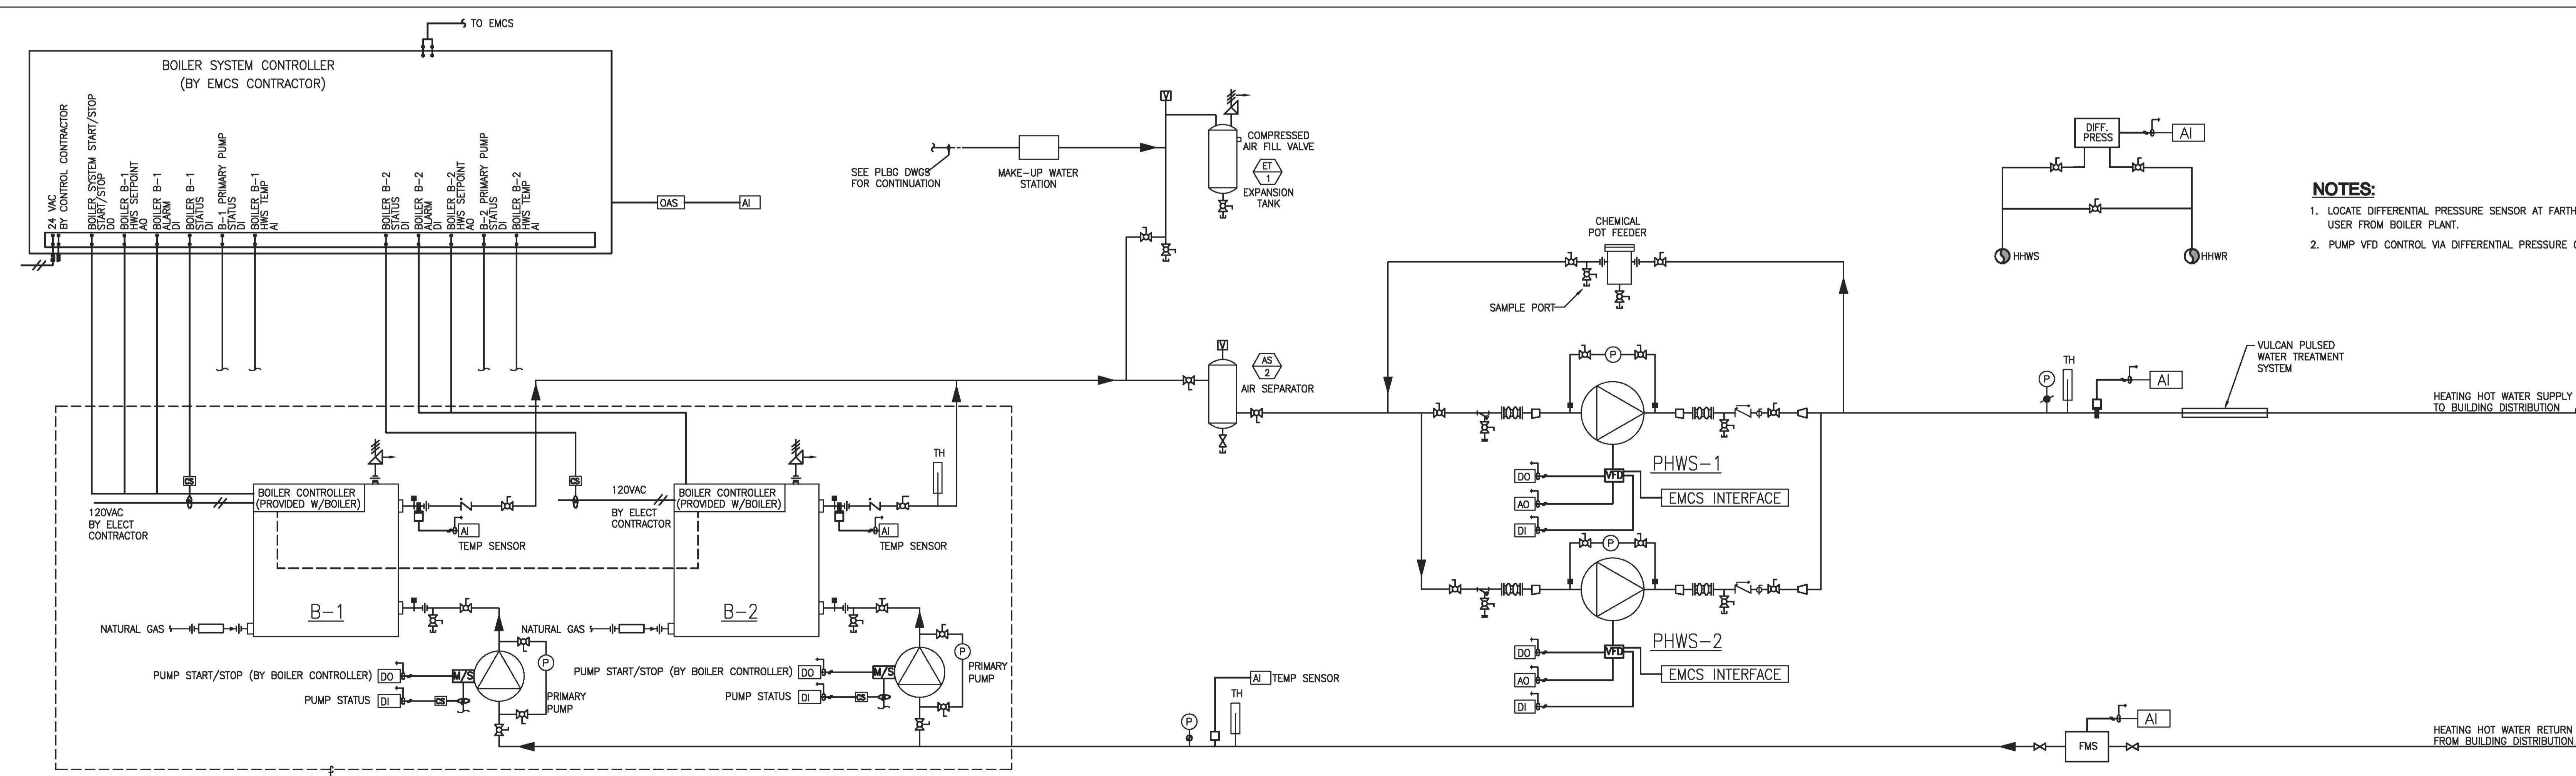 TO EMCS
BOILER SYSTEM CONTROLLER
(BY EMCS CONTRACTOR)
24 VAC
BY CONTROL CONTRACTOR
BOILER SYSTEM START/STOP
START/STOP
DO
BOILER B-1
HWS SETPOINT
AO
BOILER B-1
ALARM
DI
BOILER B-1
STATUS
DI
B-1 PRIMARY PUMP
STATUS
DI
BOILER B-1
HWS TEMP
AI
BOILER B-2
STATUS
DI
BOILER B-2
ALARM
DI
BOILER B-2
HWS SETPOINT
AO
B-2 PRIMARY PUMP
STATUS
DI
BOILER B-2
HWS TEMP
AI
OAS
AI
SEE PLBG DWGS
FOR CONTINUATION
MAKE-UP WATER
STATION
V
COMPRESSED
AIR FILL VALVE
ET
1
EXPANSION
TANK
CHEMICAL
POT FEEDER
SAMPLE PORT
DIFF.
PRESS
AI
HHWS
HHWR
NOTES:
1. LOCATE DIFFERENTIAL PRESSURE SENSOR AT FARTH
USER FROM BOILER PLANT.
2. PUMP VFD CONTROL VIA DIFFERENTIAL PRESSURE
V
AS
2
AIR SEPARATOR
P
PHWS-1
VFD
DO
AO
DI
EMCS INTERFACE
P
PHWS-2
VFD
DO
AO
DI
EMCS INTERFACE
P
TH
AI
VULCAN PULSED
WATER TREATMENT
SYSTEM
HEATING HOT WATER SUPPLY
TO BUILDING DISTRIBUTION
CS
120VAC
BY ELECT
CONTRACTOR
BOILER CONTROLLER
(PROVIDED W/BOILER)
AI
TEMP SENSOR
B-1
NATURAL GAS
PUMP START/STOP (BY BOILER CONTROLLER)
DO
M/S
PUMP STATUS
DI
CS
P
PRIMARY
PUMP
CS
120VAC
BY ELECT
CONTRACTOR
BOILER CONTROLLER
(PROVIDED W/BOILER)
TH
AI
TEMP SENSOR
B-2
NATURAL GAS
PUMP START/STOP (BY BOILER CONTROLLER)
DO
M/S
PUMP STATUS
DI
CS
P
PRIMARY
PUMP
P
AI
TEMP SENSOR
TH
FMS
AI
HEATING HOT WATER RETURN
FROM BUILDING DISTRIBUTION